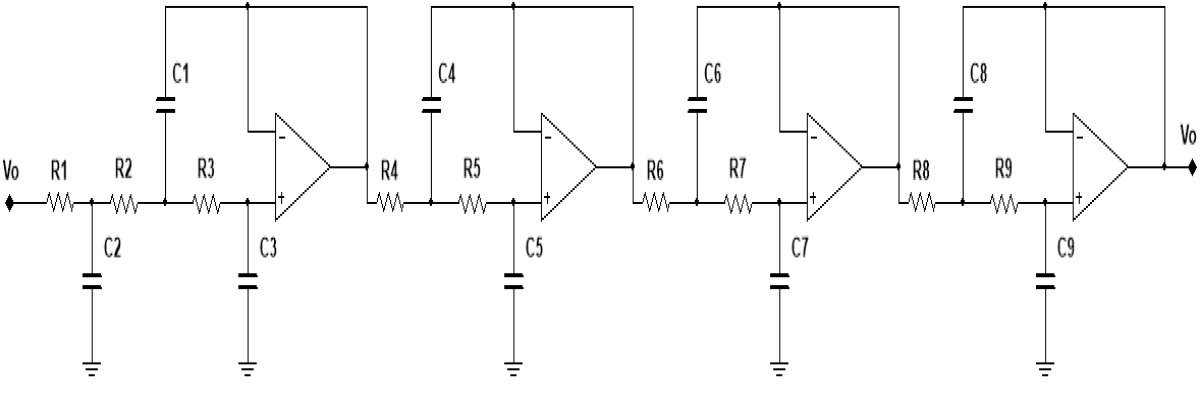 C1 C4 C6 C8
Vo R1 R2 R3 - R4 R5 - R6 R7 - R8 R9 - Vo
+ + + +
C2 C3 C5 C7 C9